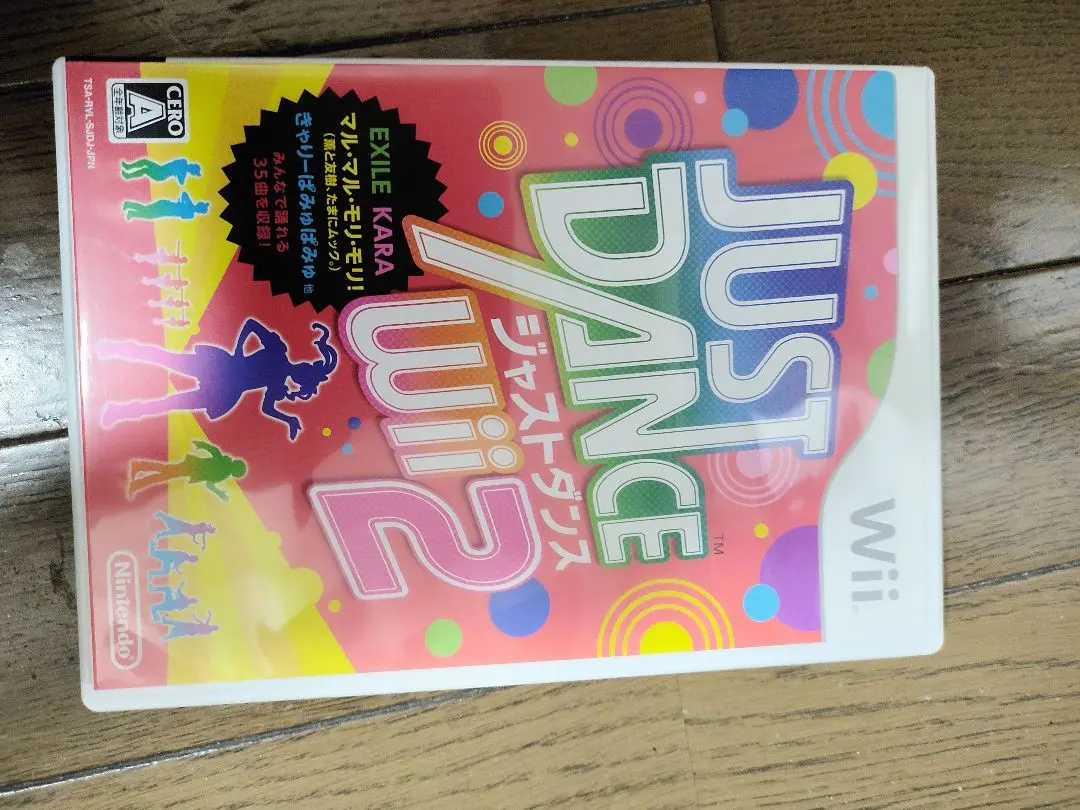 Wii
JUST
DANCE™
ジャストダンス
Wii 2
EXILE KARA
マル・マル・モリ・モリ!
(薫と友樹、たまにムック。)
きゃりーぱみゅぱみゅ 他
みんなで踊れる
35曲を収録!
CERO
A
全年齢対象
TSA-RVL-SJDJ-JPN
Nintendo